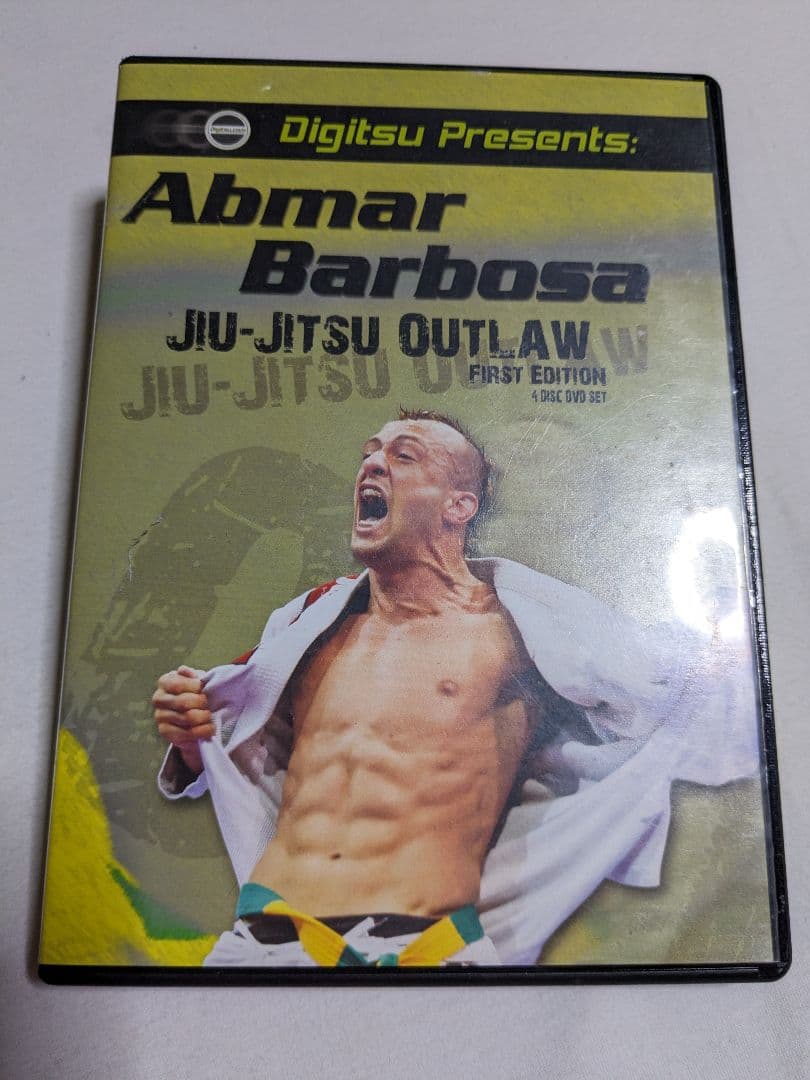 Digitsu Presents:
Abmar
Barbosa
JIU-JITSU OUTLAW
JIU-JITSU OUTLAW
FIRST EDITION
4 DISC DVD SET